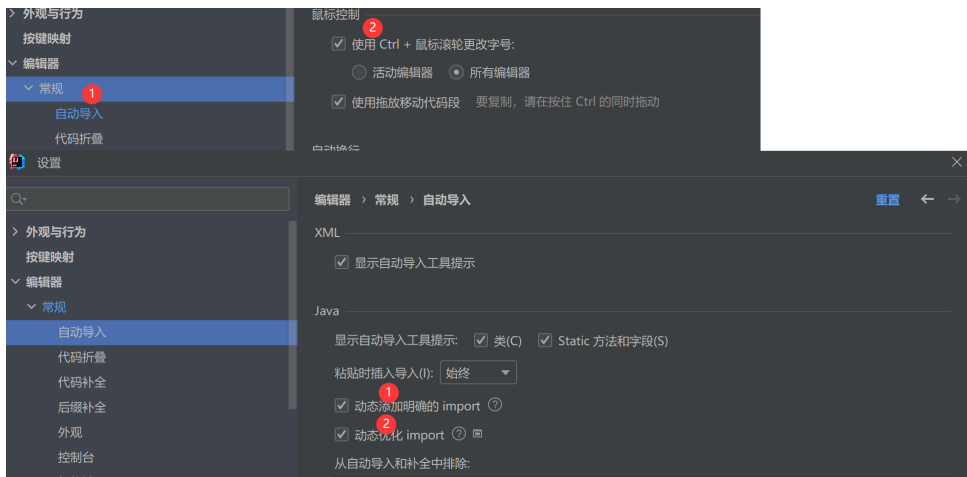 外观与行为
按键映射
编辑器
常规
1
自动导入
代码折叠
鼠标控制
2
使用 Ctrl + 鼠标滚轮更改字号:
活动编辑器 所有编辑器
使用拖放移动代码段 要复制，请在按住 Ctrl 的同时拖动
自动换行
设置
外观与行为
按键映射
编辑器
常规
自动导入
代码折叠
代码补全
后缀补全
外观
控制台
编辑器 › 常规 › 自动导入 重置
XML
显示自动导入工具提示
Java
显示自动导入工具提示: 类(C) Static 方法和字段(S)
粘贴时插入导入(I): 始终
1
动态添加明确的 import
2
动态优化 import
从自动导入和补全中排除: